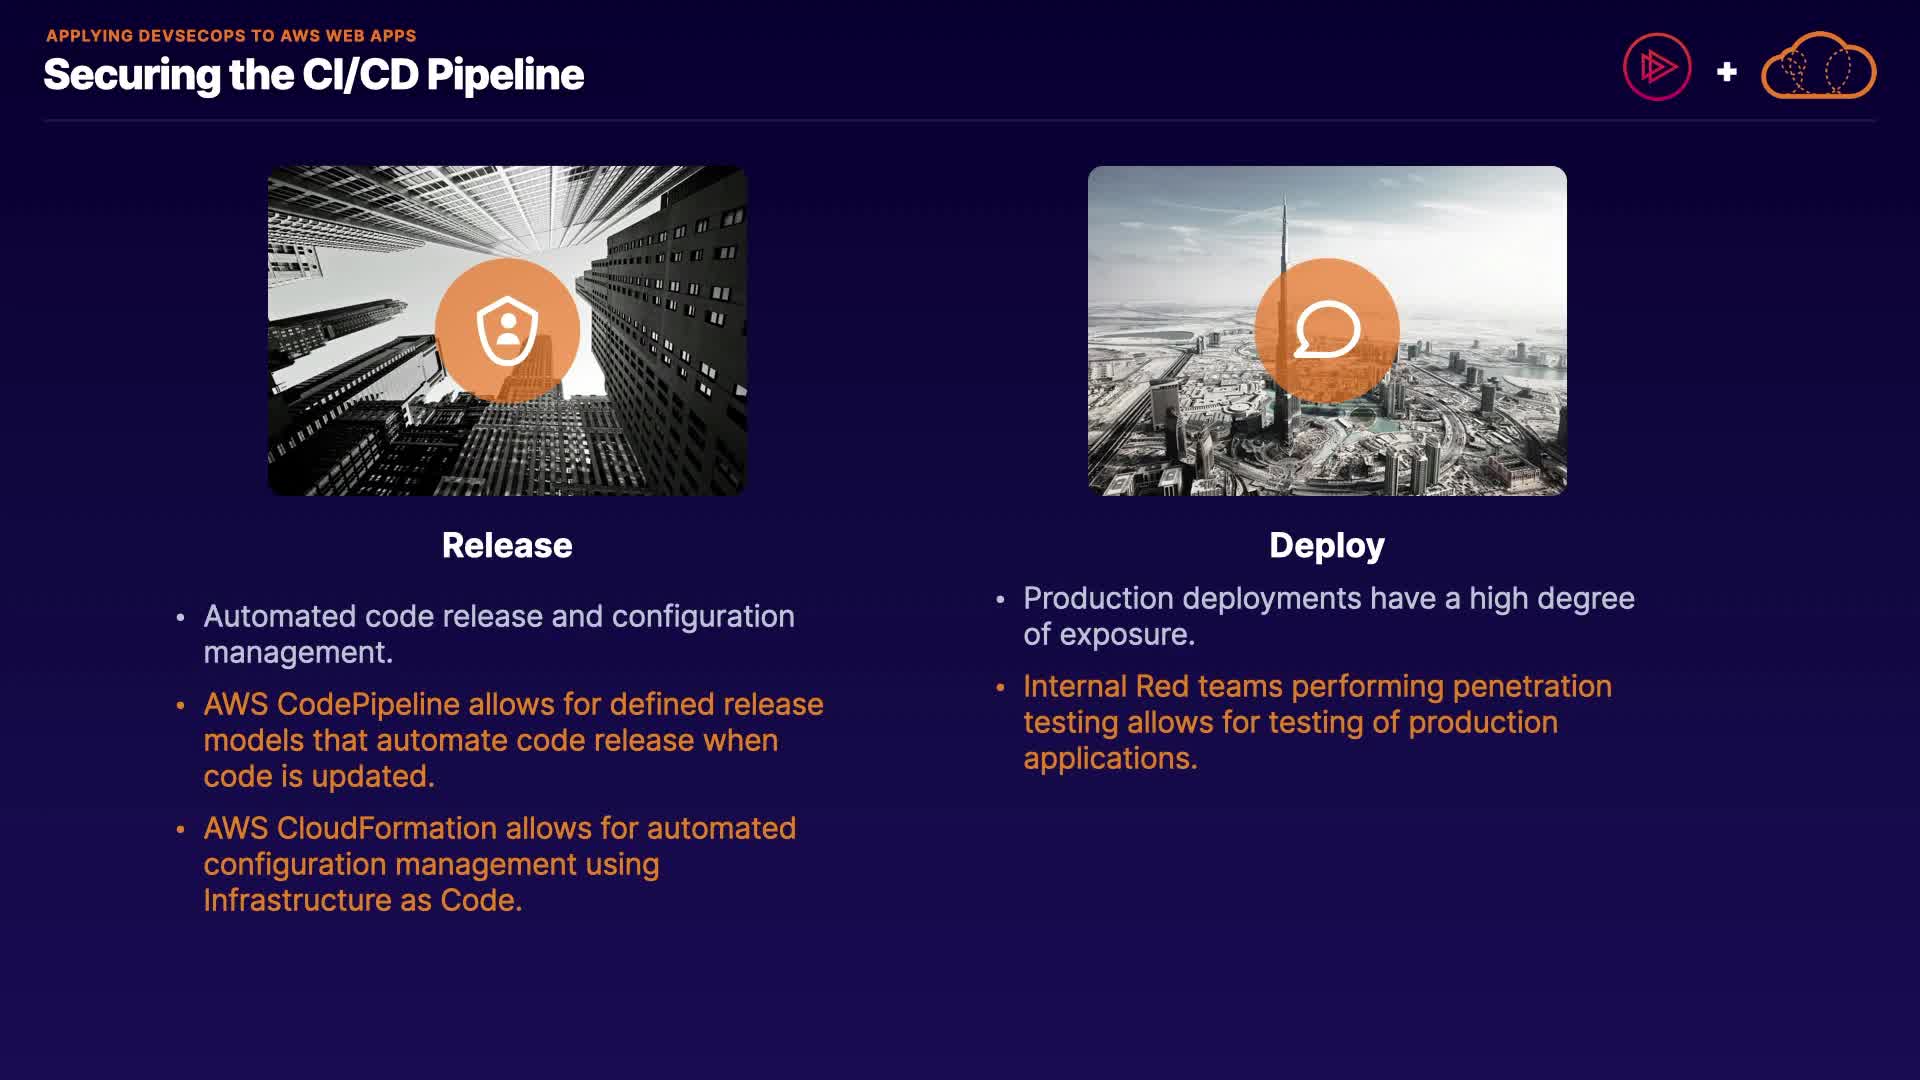 APPLYING DEVSECOPS TO AWS WEB APPS
Securing the CI/CD Pipeline
Release
• Automated code release and configuration
management.
• AWS CodePipeline allows for defined release
models that automate code release when
code is updated.
• AWS CloudFormation allows for automated
configuration management using
Infrastructure as Code.
Deploy
• Production deployments have a high degree
of exposure.
• Internal Red teams performing penetration
testing allows for testing of production
applications.